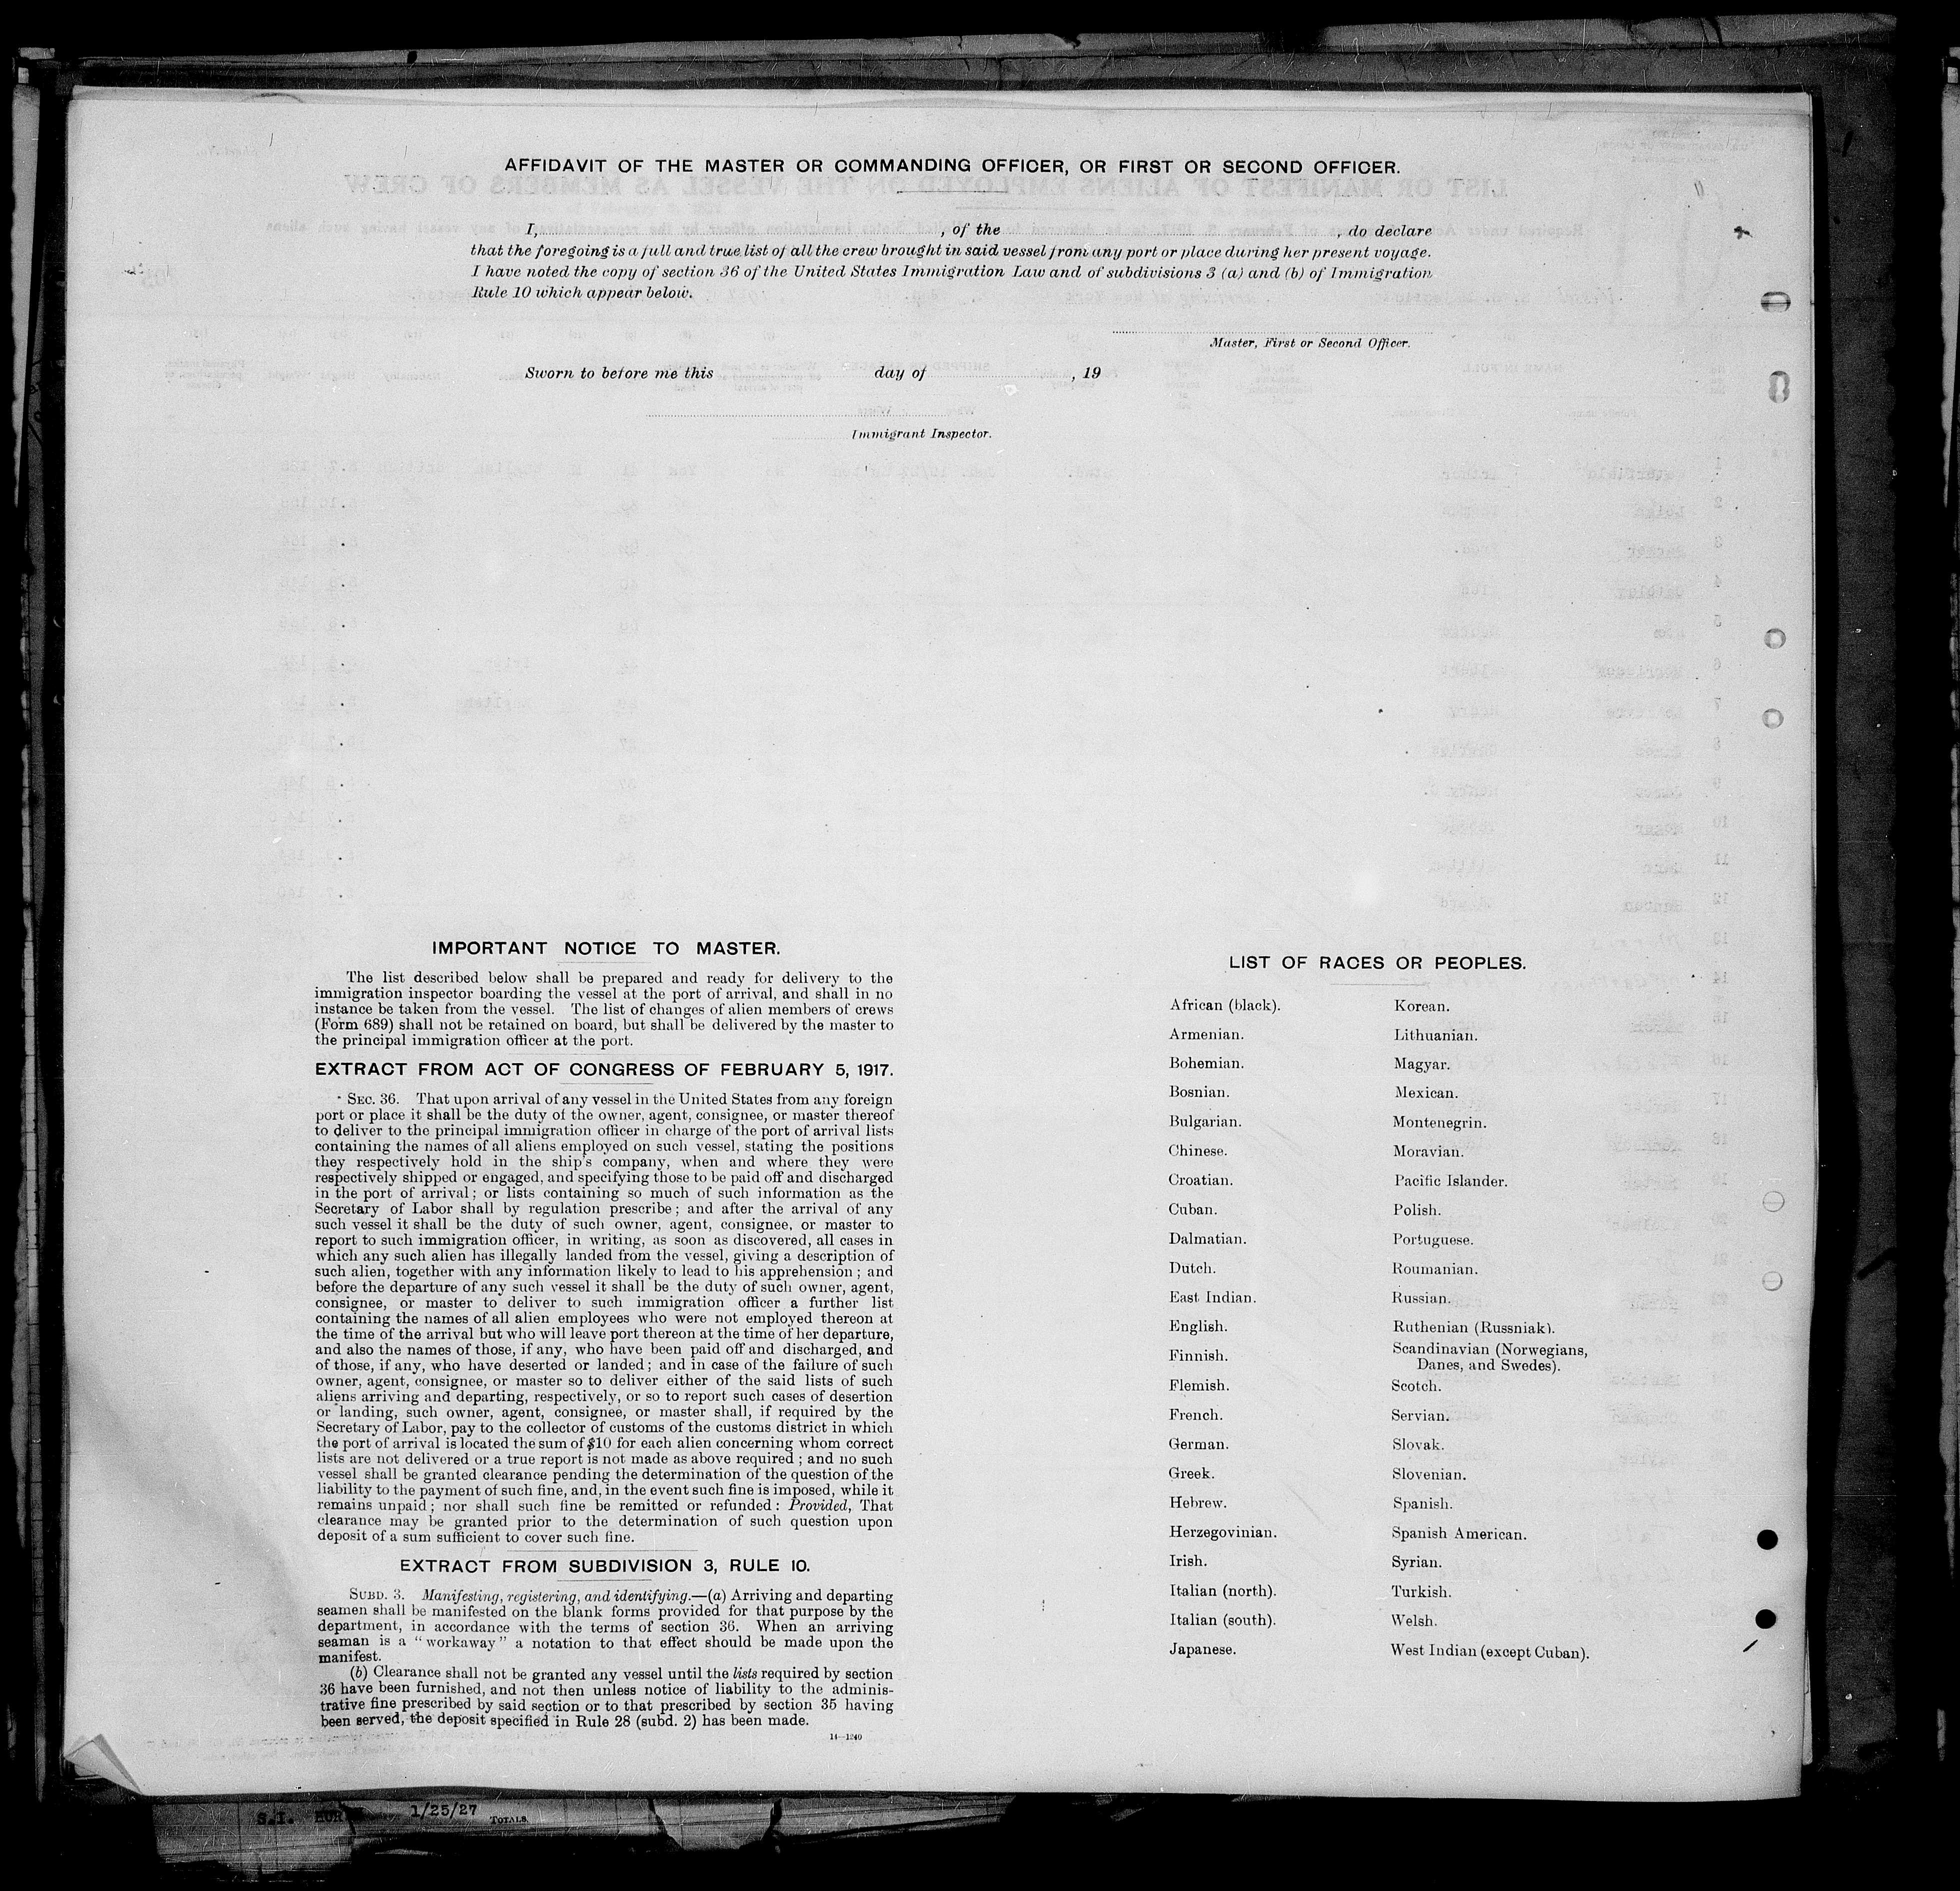 AFFIDAVIT OF THE MASTER OR COMMANDING OFFICER, OR FIRST OR SECOND OFFICER.
I, , of the , do declare
that the foregoing is a full and true list of all the crew brought in said vessel from any port or place during her present voyage.
I have noted the copy of section 36 of the United States Immigration Law and of subdivisions 3 (a) and (b) of Immigration
Rule 10 which appear below.
Master, First or Second Officer.
Sworn to before me this day of , 19
Immigrant Inspector.
IMPORTANT NOTICE TO MASTER.
The list described below shall be prepared and ready for delivery to the
immigration inspector boarding the vessel at the port of arrival, and shall in no
instance be taken from the vessel. The list of changes of alien members of crews
(Form 689) shall not be retained on board, but shall be delivered by the master to
the principal immigration officer at the port.
EXTRACT FROM ACT OF CONGRESS OF FEBRUARY 5, 1917.
SEC. 36. That upon arrival of any vessel in the United States from any foreign
port or place it shall be the duty of the owner, agent, consignee, or master thereof
to deliver to the principal immigration officer in charge of the port of arrival lists
containing the names of all aliens employed on such vessel, stating the positions
they respectively hold in the ship's company, when and where they were
respectively shipped or engaged, and specifying those to be paid off and discharged
in the port of arrival; or lists containing so much of such information as the
Secretary of Labor shall by regulation prescribe; and after the arrival of any
such vessel it shall be the duty of such owner, agent, consignee, or master to
report to such immigration officer, in writing, as soon as discovered, all cases in
which any such alien has illegally landed from the vessel, giving a description of
such alien, together with any information likely to lead to his apprehension; and
before the departure of any such vessel it shall be the duty of such owner, agent,
consignee, or master to deliver to such immigration officer a further list
containing the names of all alien employees who were not employed thereon at
the time of the arrival but who will leave port thereon at the time of her departure,
and also the names of those, if any, who have been paid off and discharged, and
of those, if any, who have deserted or landed; and in case of the failure of such
owner, agent, consignee, or master so to deliver either of the said lists of such
aliens arriving and departing, respectively, or so to report such cases of desertion
or landing, such owner, agent, consignee, or master shall, if required by the
Secretary of Labor, pay to the collector of customs of the customs district in which
the port of arrival is located the sum of $10 for each alien concerning whom correct
lists are not delivered or a true report is not made as above required; and no such
vessel shall be granted clearance pending the determination of the question of the
liability to the payment of such fine, and, in the event such fine is imposed, while it
remains unpaid; nor shall such fine be remitted or refunded: Provided, That
clearance may be granted prior to the determination of such question upon
deposit of a sum sufficient to cover such fine.
EXTRACT FROM SUBDIVISION 3, RULE 10.
SUBD. 3. Manifesting, registering, and identifying.—(a) Arriving and departing
seamen shall be manifested on the blank forms provided for that purpose by the
department, in accordance with the terms of section 36. When an arriving
seaman is a "workaway" a notation to that effect should be made upon the
manifest.
(b) Clearance shall not be granted any vessel until the lists required by section
36 have been furnished, and not then unless notice of liability to the adminis-
trative fine prescribed by said section or to that prescribed by section 35 having
been served, the deposit specified in Rule 28 (subd. 2) has been made.
14—1240
LIST OF RACES OR PEOPLES.
African (black).
Armenian.
Bohemian.
Bosnian.
Bulgarian.
Chinese.
Croatian.
Cuban.
Dalmatian.
Dutch.
East Indian.
English.
Finnish.
Flemish.
French.
German.
Greek.
Hebrew.
Herzegovinian.
Irish.
Italian (north).
Italian (south).
Japanese.
Korean.
Lithuanian.
Magyar.
Mexican.
Montenegrin.
Moravian.
Pacific Islander.
Polish.
Portuguese.
Roumanian.
Russian.
Ruthenian (Russniak).
Scandinavian (Norwegians,
Danes, and Swedes).
Scotch.
Servian.
Slovak.
Slovenian.
Spanish.
Spanish American.
Syrian.
Turkish.
Welsh.
West Indian (except Cuban).
S.I. 1/25/27
TOTALS